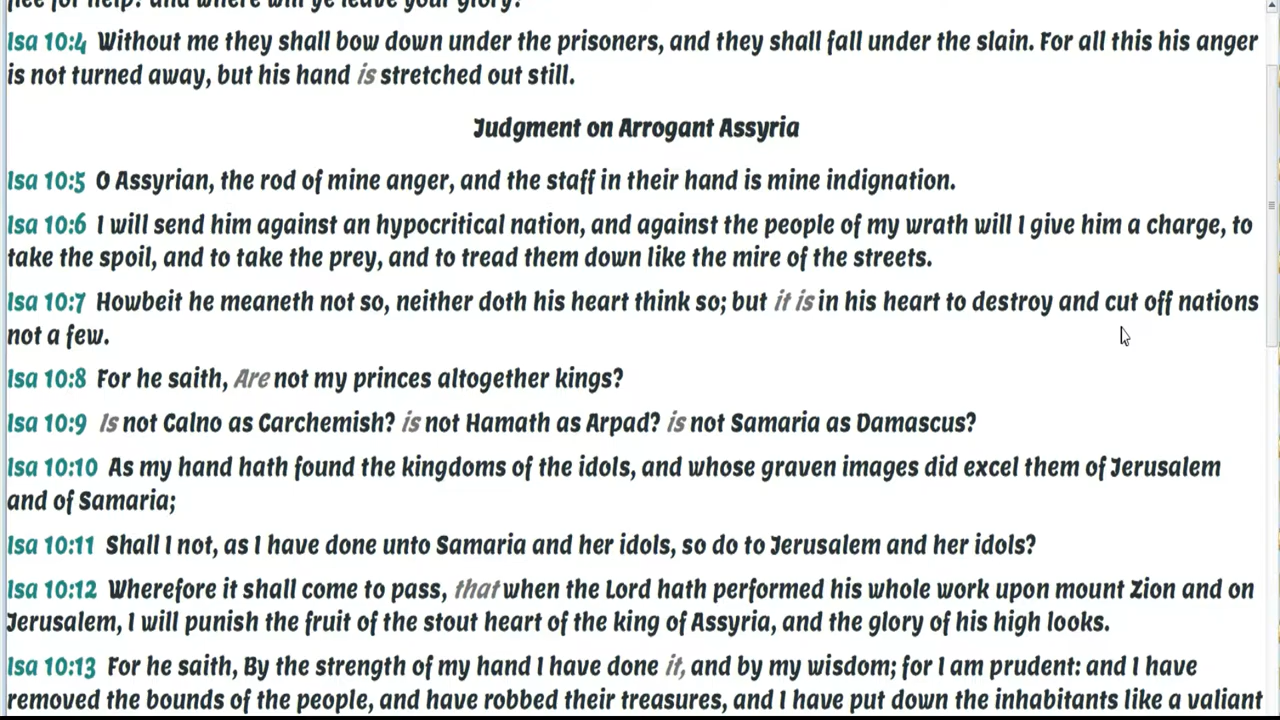 flee for help? and where will ye leave your glory?
Isa 10:4 Without me they shall bow down under the prisoners, and they shall fall under the slain. For all this his anger
is not turned away, but his hand is stretched out still.
Judgment on Arrogant Assyria
Isa 10:5 O Assyrian, the rod of mine anger, and the staff in their hand is mine indignation.
Isa 10:6 I will send him against an hypocritical nation, and against the people of my wrath will I give him a charge, to
take the spoil, and to take the prey, and to tread them down like the mire of the streets.
Isa 10:7 Howbeit he meaneth not so, neither doth his heart think so; but it is in his heart to destroy and cut off nations
not a few.
Isa 10:8 For he saith, Are not my princes altogether kings?
Isa 10:9 Is not Calno as Carchemish? is not Hamath as Arpad? is not Samaria as Damascus?
Isa 10:10 As my hand hath found the kingdoms of the idols, and whose graven images did excel them of Jerusalem
and of Samaria;
Isa 10:11 Shall I not, as I have done unto Samaria and her idols, so do to Jerusalem and her idols?
Isa 10:12 Wherefore it shall come to pass, that when the Lord hath performed his whole work upon mount Zion and on
Jerusalem, I will punish the fruit of the stout heart of the king of Assyria, and the glory of his high looks.
Isa 10:13 For he saith, By the strength of my hand I have done it, and by my wisdom; for I am prudent: and I have
removed the bounds of the people, and have robbed their treasures, and I have put down the inhabitants like a valiant